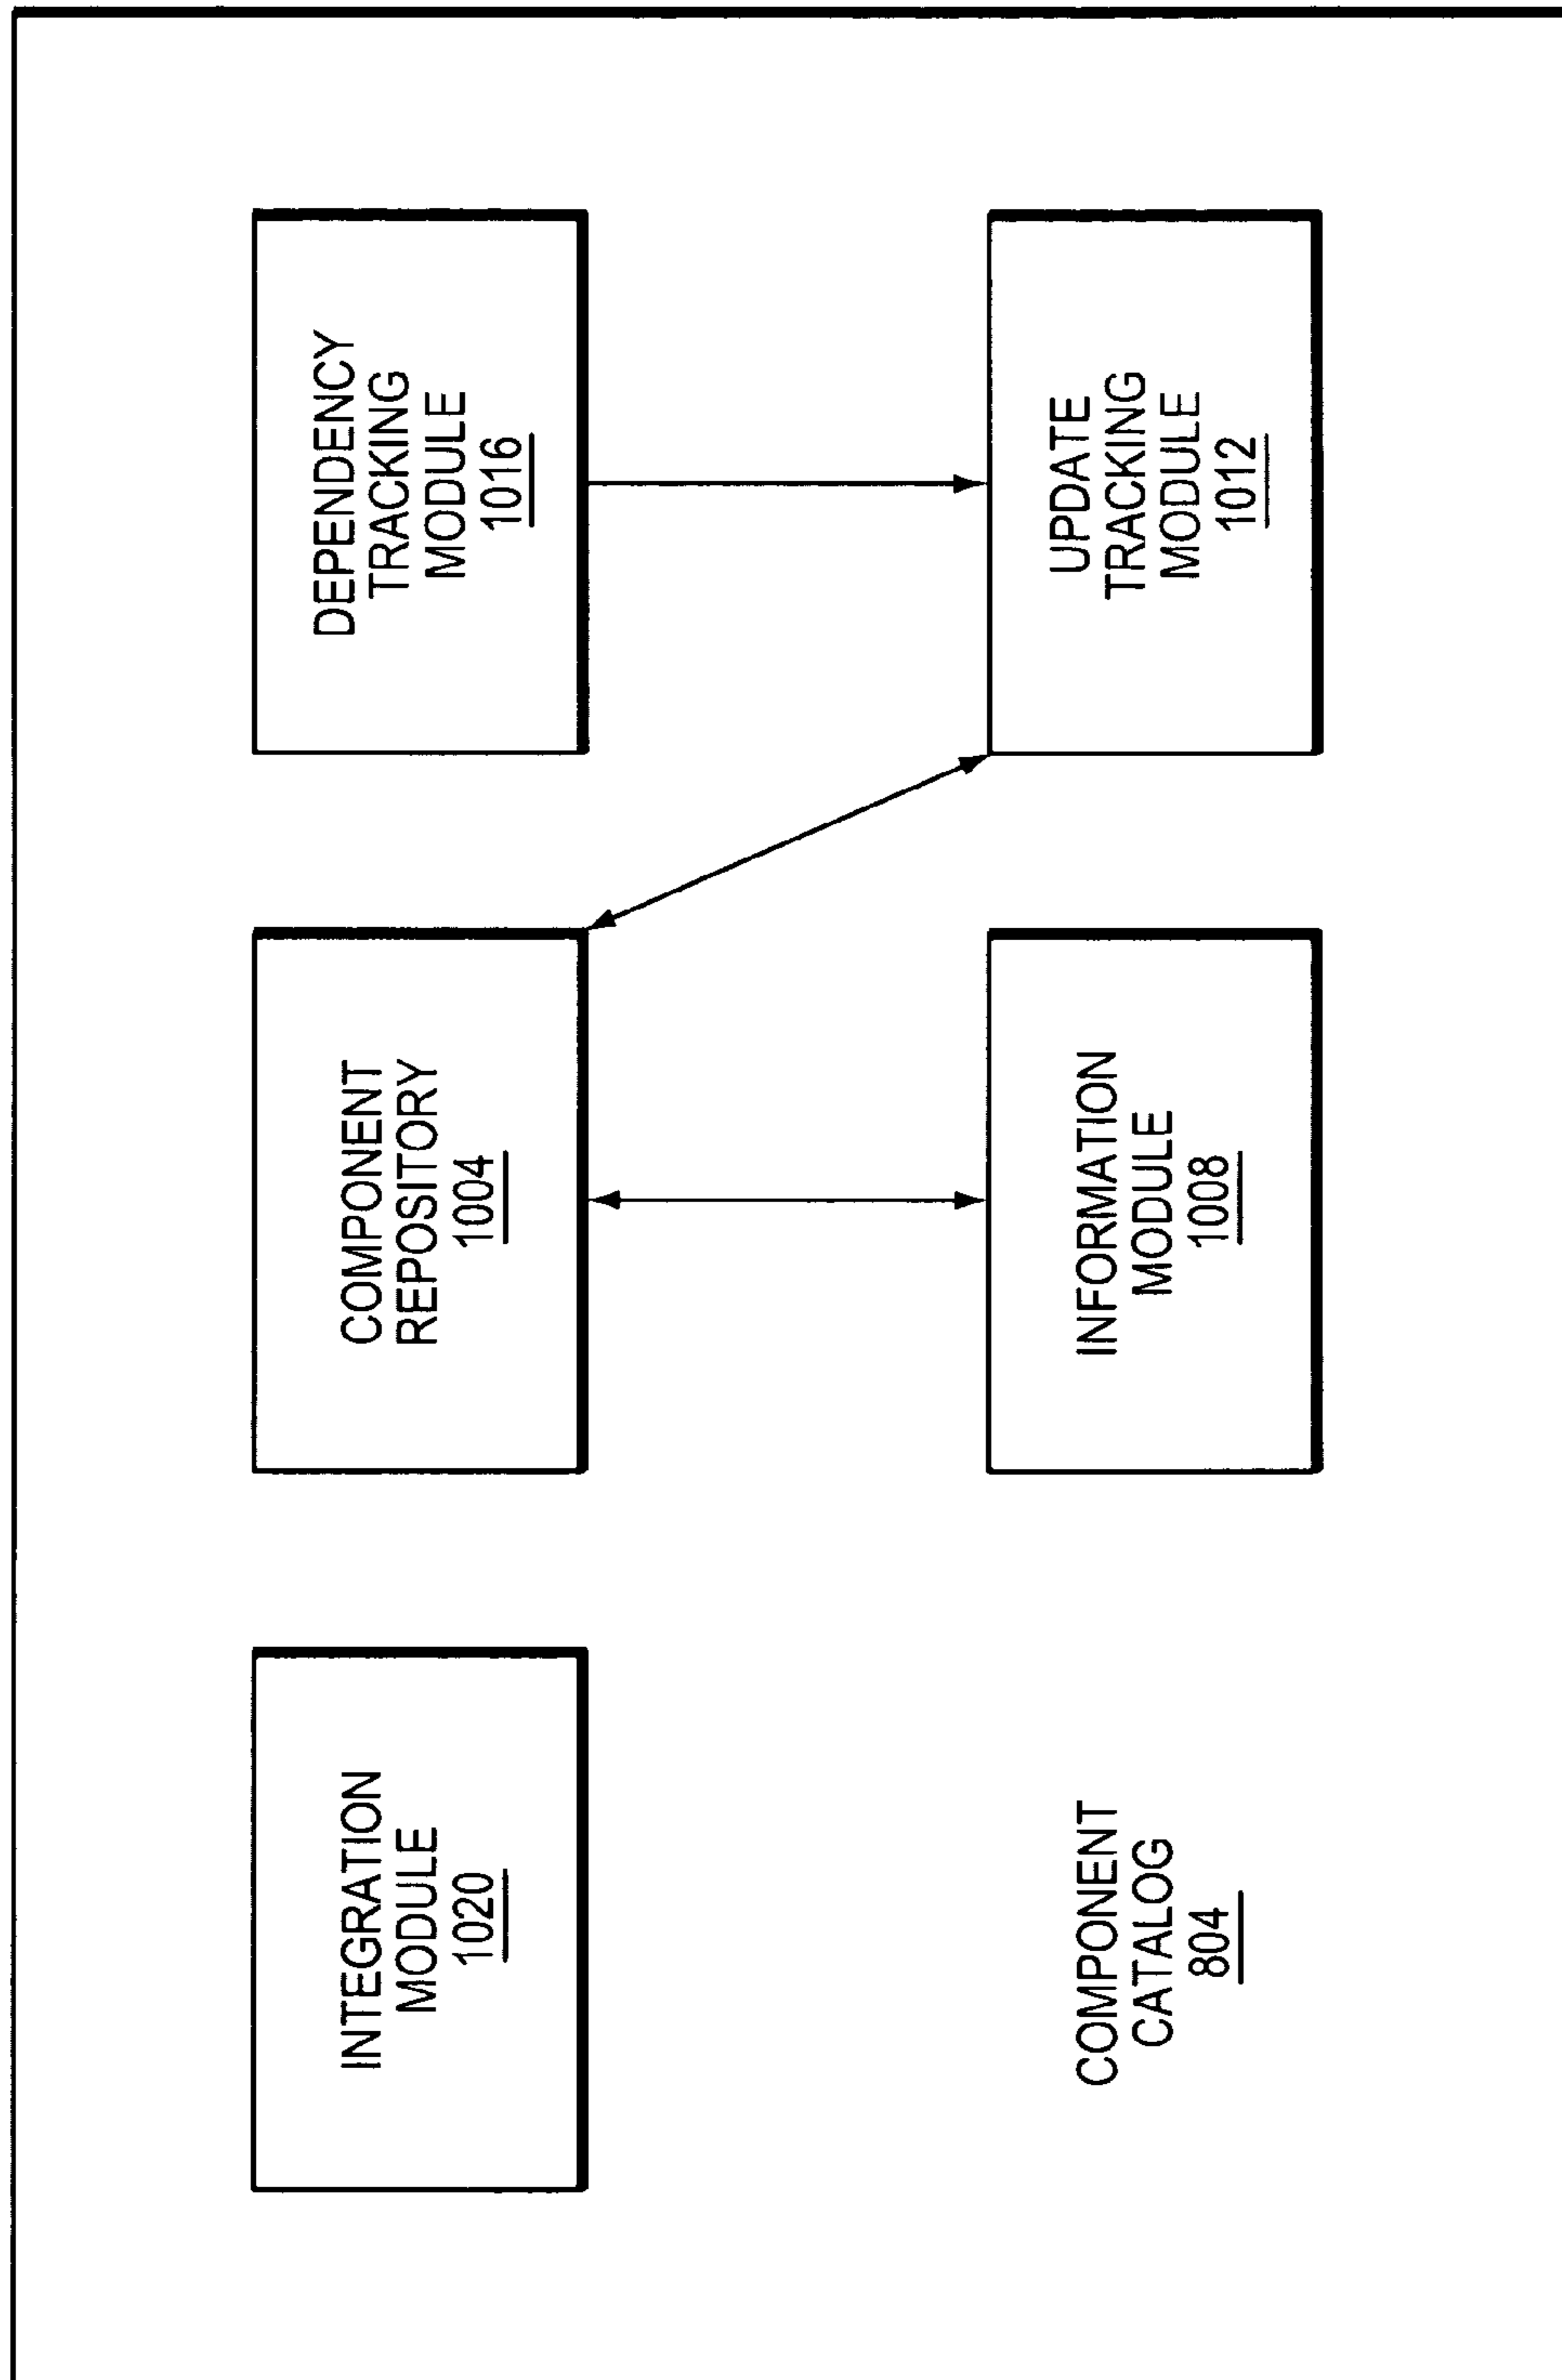 INTEGRATION
MODULE
1020
COMPONENT
REPOSITORY
1004
DEPENDENCY
TRACKING
MODULE
1016
COMPONENT
CATALOG
804
INFORMATION
MODULE
1008
UPDATE
TRACKING
MODULE
1012